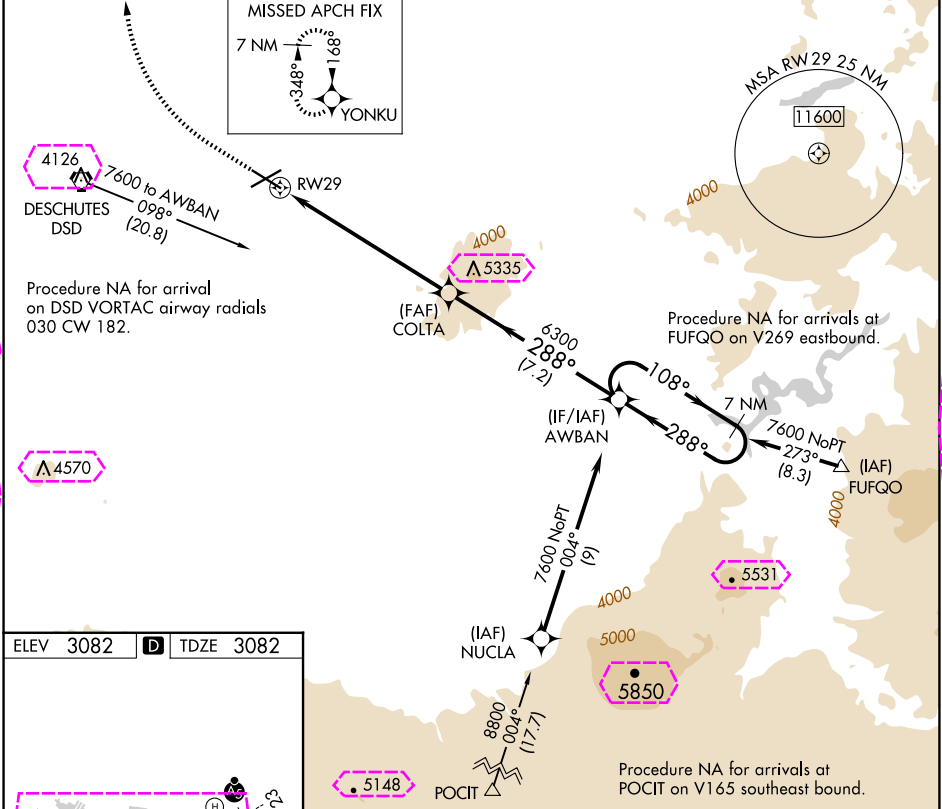 MISSED APCH FIX
7 NM
348°
168°
YONKU
MSA RW29 25 NM
11600
4126
DESCHUTES
DSD
7600 to AWBAN
098°
(20.8)
RW29
4000
4000
5335
(FAF)
COLTA
Procedure NA for arrival
on DSD VORTAC airway radials
030 CW 182.
6300
288°
(7.2)
Procedure NA for arrivals at
FUFQO on V269 eastbound.
108°
7 NM
288°
(IF/IAF)
AWBAN
7600 NoPT
273°
(8.3)
(IAF)
FUFQO
4000
4570
7600 NoPT
004°
(9)
5531
4000
5000
(IAF)
NUCLA
5850
ELEV 3082 D TDZE 3082
8800
004°
(17.7)
POCIT
5148
Procedure NA for arrivals at
POCIT on V165 southeast bound.
H
23